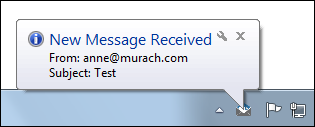 New Message Received
From: anne@murach.com
Subject: Test